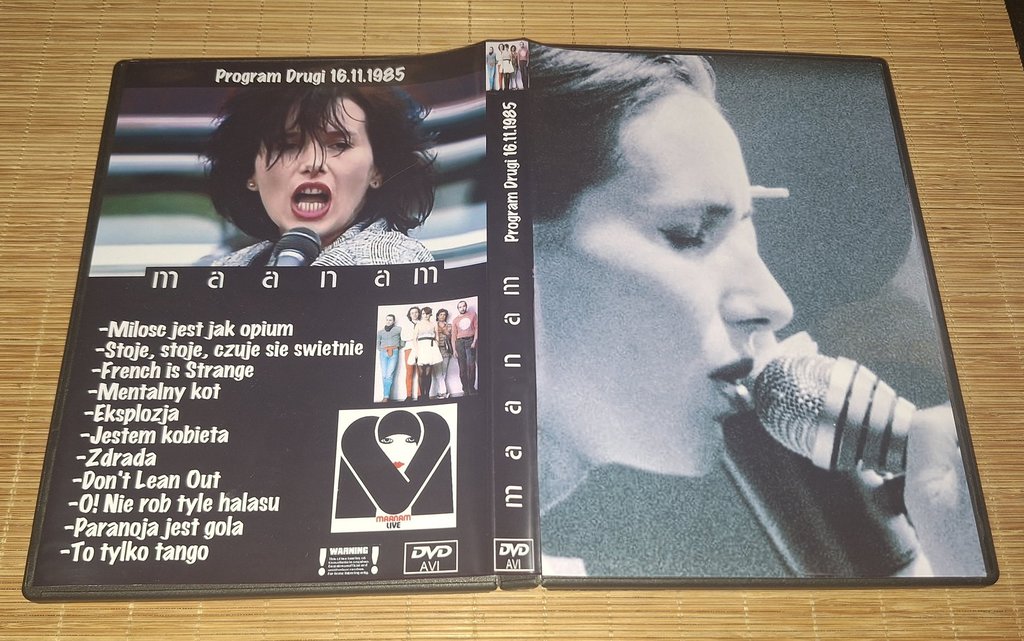 Program Drugi 16.11.1985
maanam
-Milosc jest jak opium
-Stoje, stoje, czuje sie swietnie
-French is Strange
-Mentalny kot
-Eksplozja
-Jestem kobieta
-Zdrada
-Don't Lean Out
-O! Nie rob tyle halasu
-Paranoja jest gola
-To tylko tango
MAANAM
LIVE
! WARNING !
DVD
AVI
Program Drugi 16.11.1985
maanam
DVD
AVI